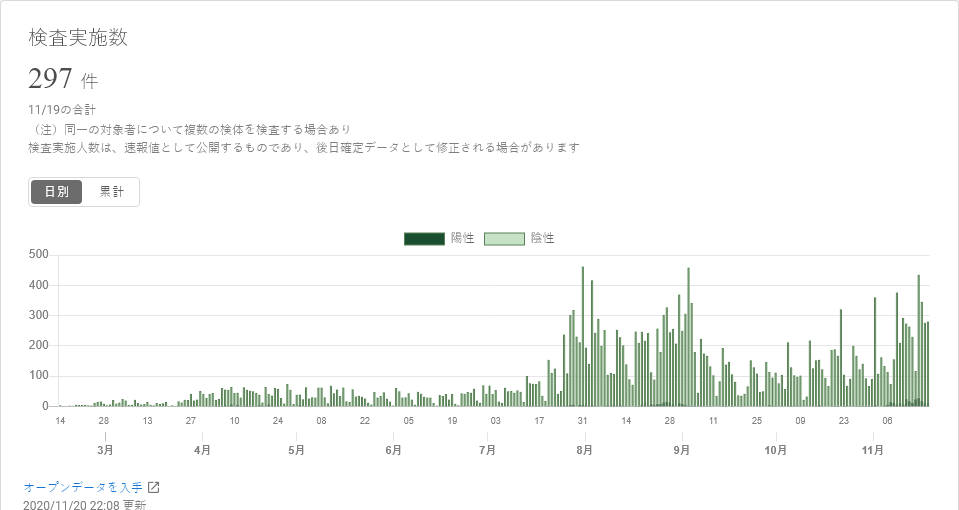 検査実施数
297 件
11/19の合計
（注）同一の対象者について複数の検体を検査する場合あり
検査実施人数は、速報値として公開するものであり、後日確定データとして修正される場合があります
日別 累計
陽性 陰性
500
400
300
200
100
0
14 28 13 27 10 24 08 22 05 19 03 17 31 14 28 11 25 09 23 06
3月 4月 5月 6月 7月 8月 9月 10月 11月
オープンデータを入手
2020/11/20 22:08 更新